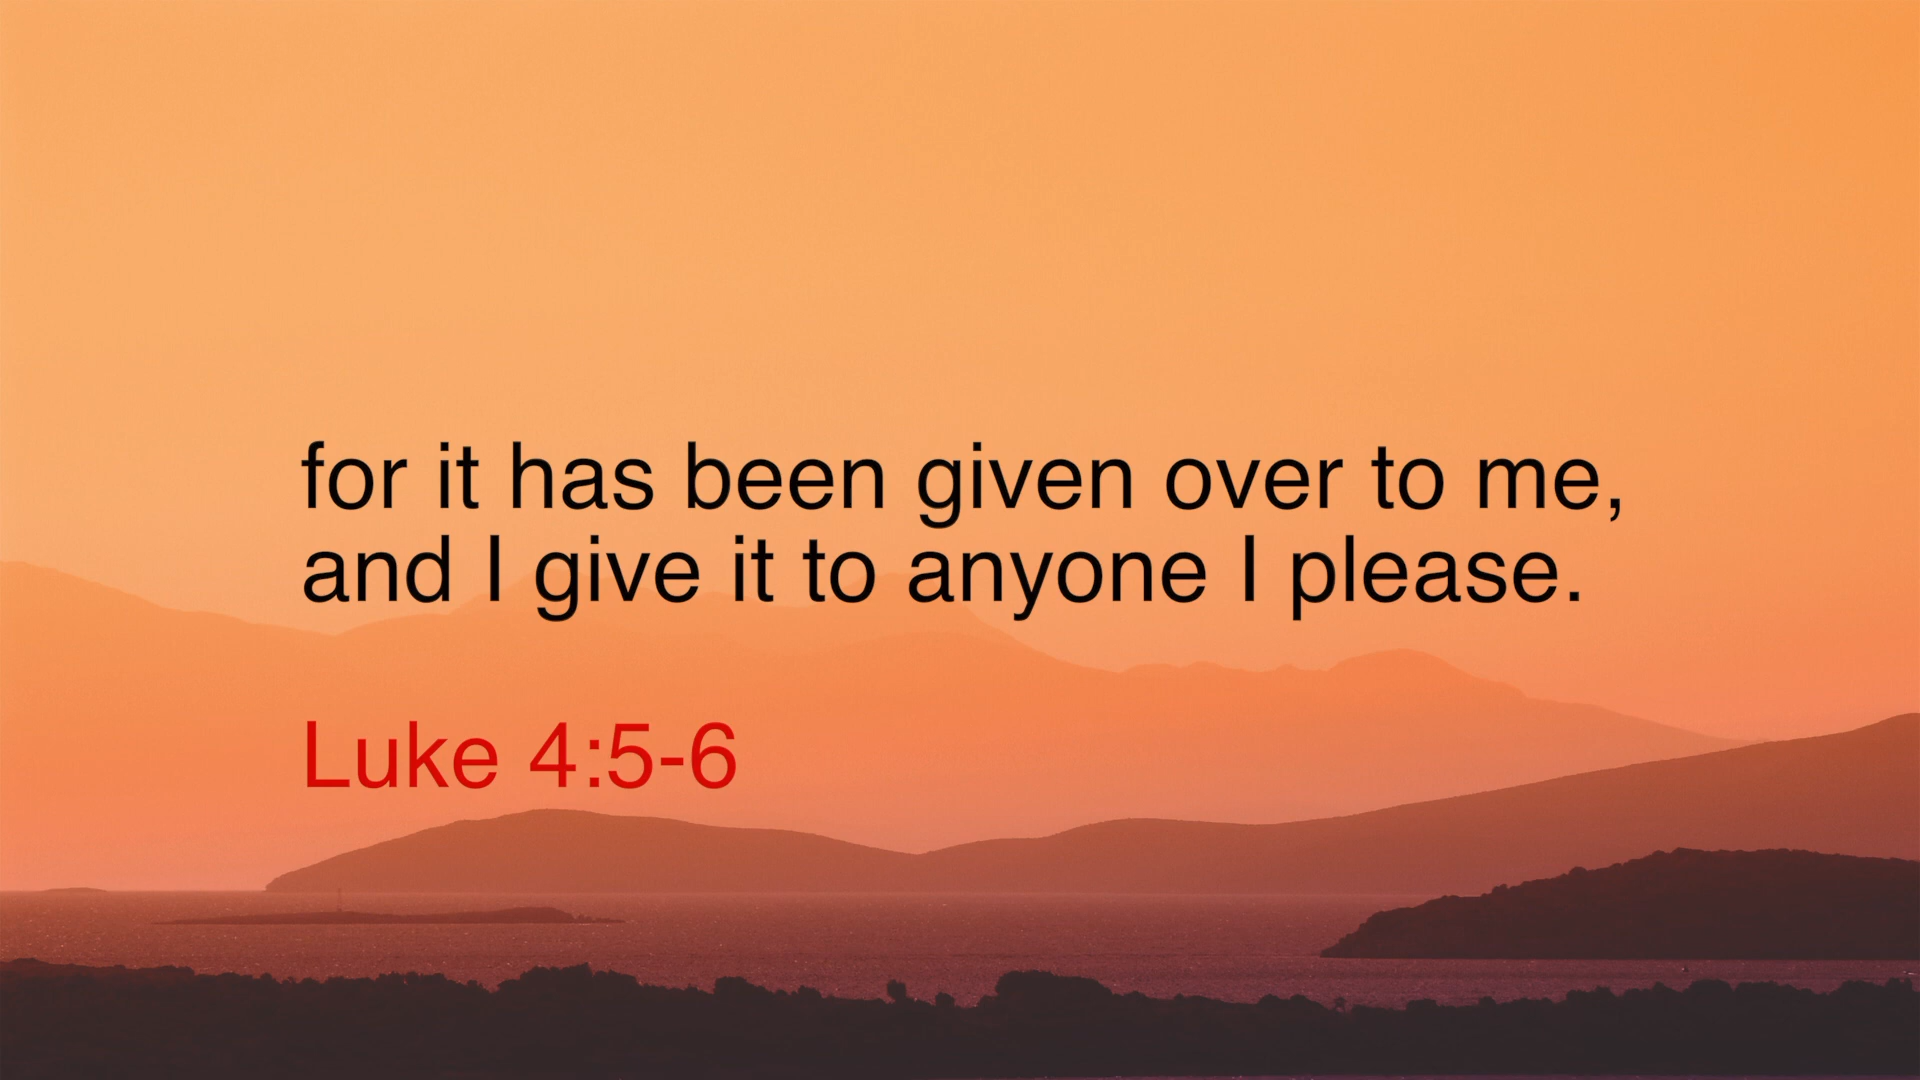 for it has been given over to me,
and I give it to anyone I please.
Luke 4:5-6